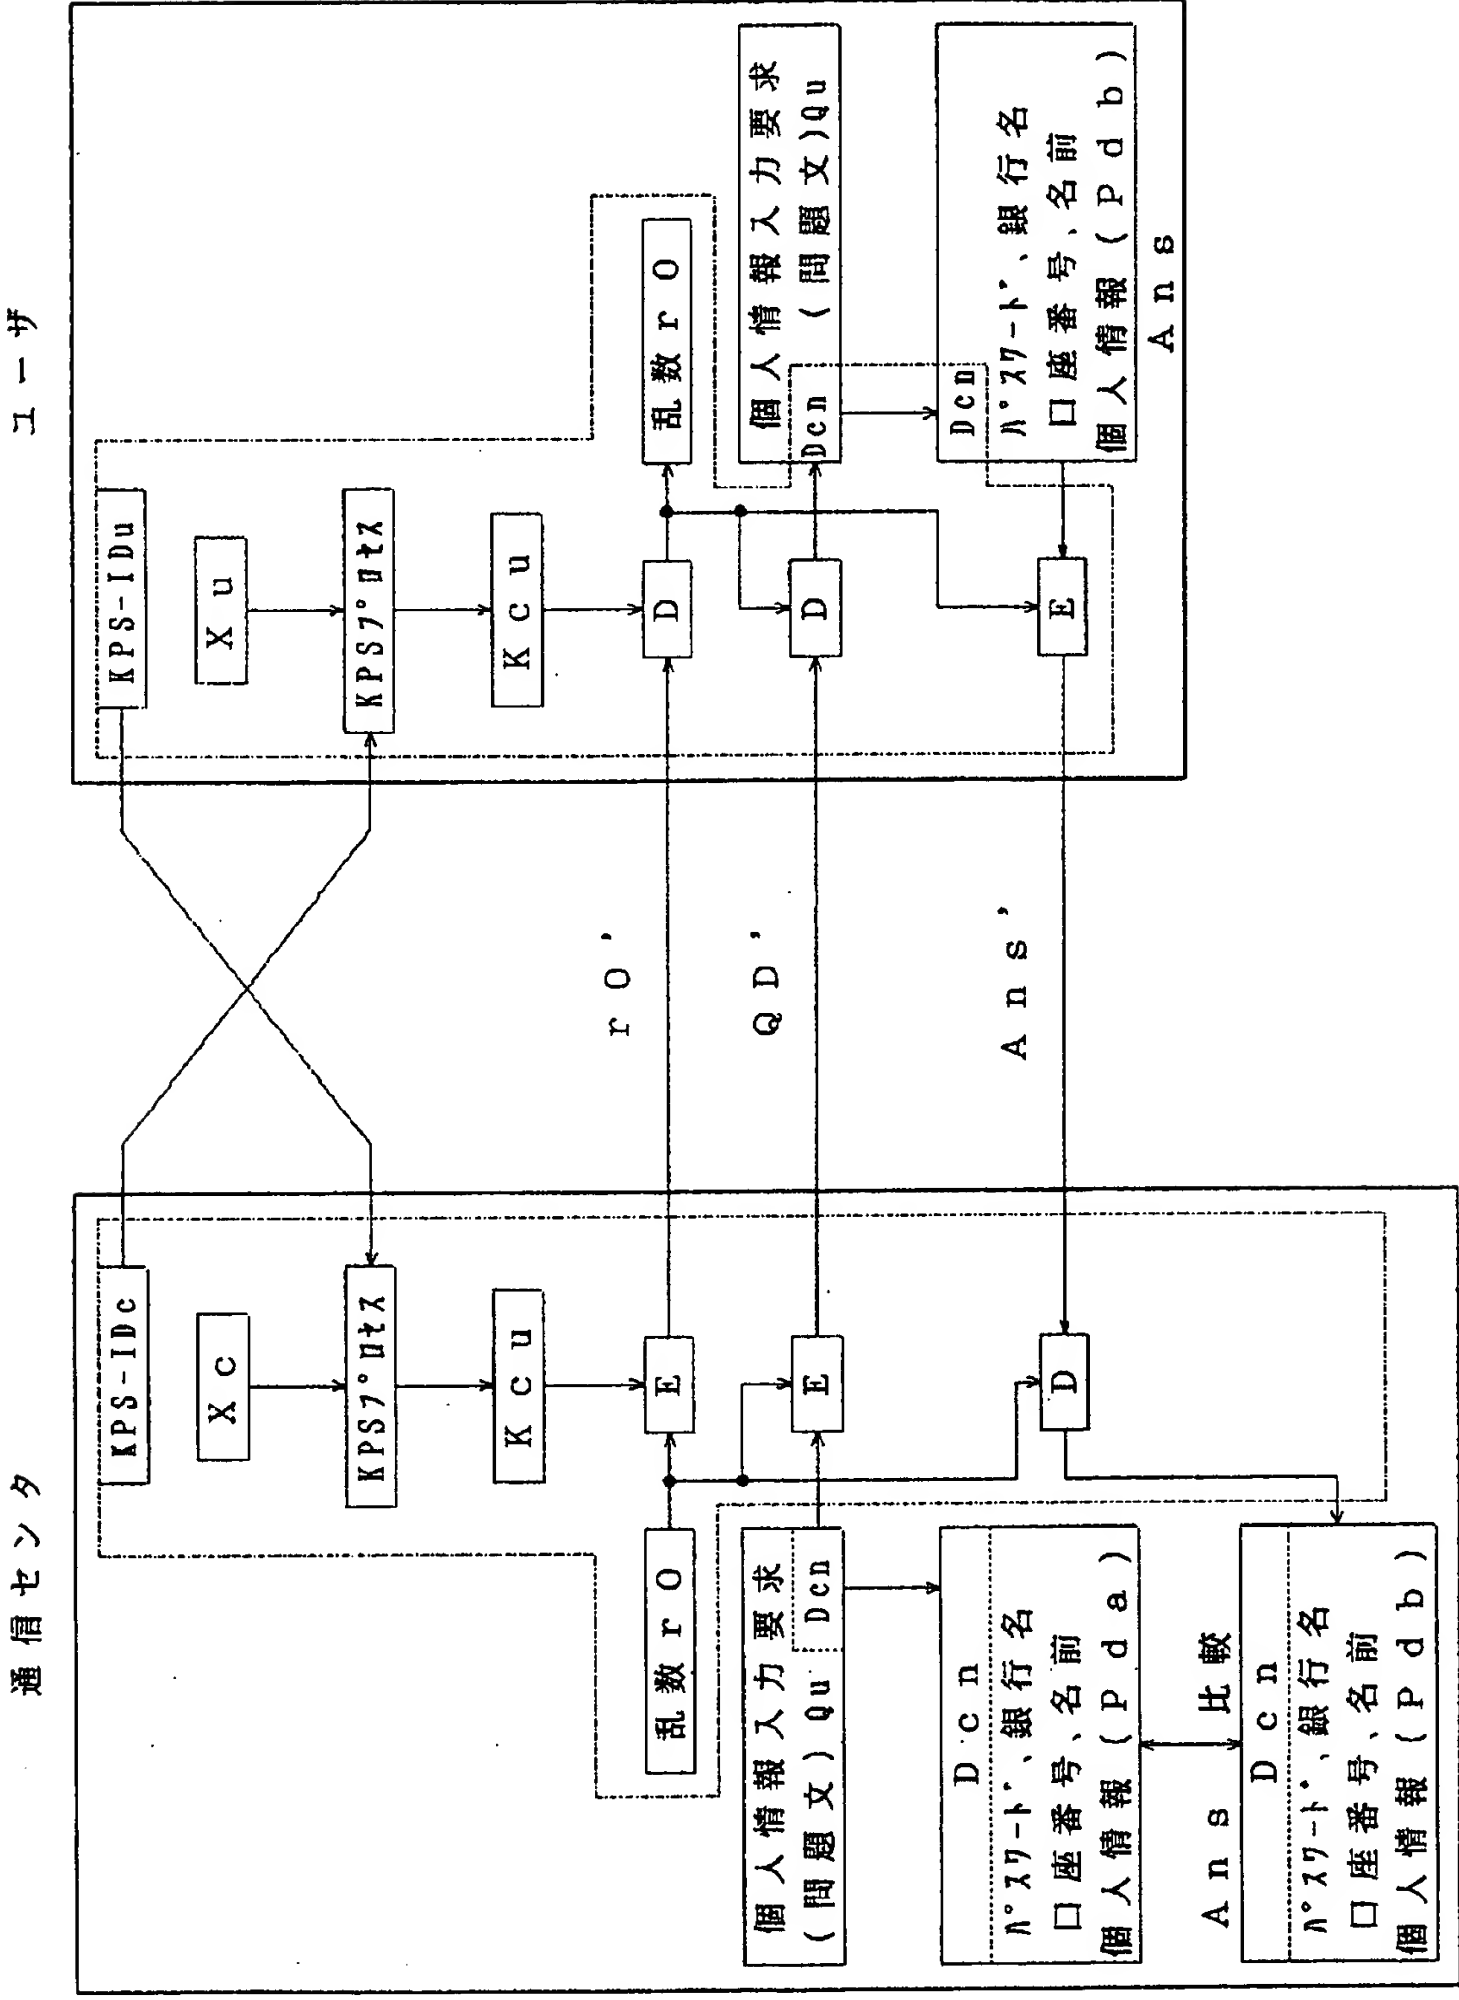 通信センタ
ユーザ
KPS-IDc
Xc
KPSﾌﾟﾛｾｽ
Kcu
乱数r0
E
個人情報入力要求
(問題文)Qu
Dcn
E
Dcn
ﾊﾟｽﾜｰﾄﾞ、銀行名
口座番号、名前
個人情報(Pda)
D
Ans 比較
Dcn
ﾊﾟｽﾜｰﾄﾞ、銀行名
口座番号、名前
個人情報(Pdb)
r0'
QD'
Ans'
KPS-IDu
Xu
KPSﾌﾟﾛｾｽ
Kcu
D
乱数r0
D
個人情報入力要求
Dcn (問題文)Qu
E
Dcn
ﾊﾟｽﾜｰﾄﾞ、銀行名
口座番号、名前
個人情報(Pdb)
Ans